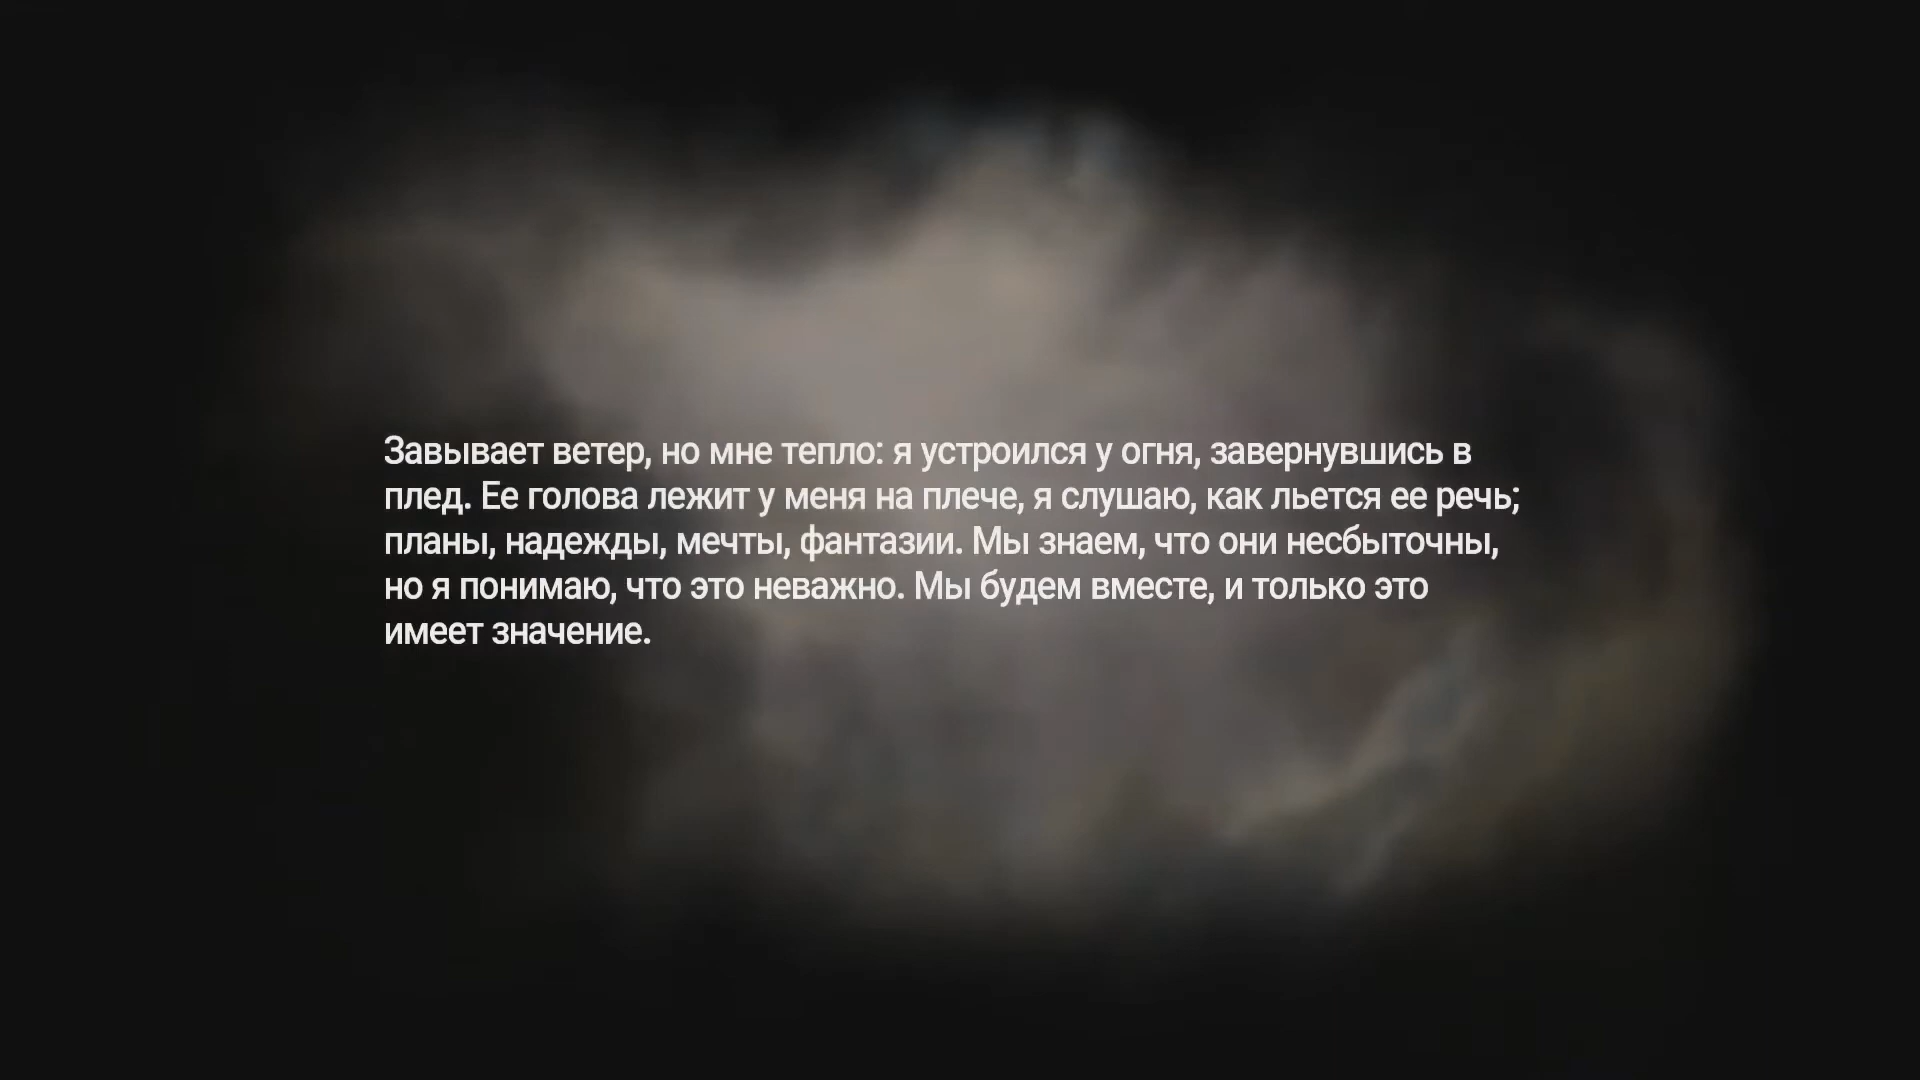 Завывает ветер, но мне тепло: я устроился у огня, завернувшись в
плед. Ее голова лежит у меня на плече, я слушаю, как льется ее речь;
планы, надежды, мечты, фантазии. Мы знаем, что они несбыточны,
но я понимаю, что это неважно. Мы будем вместе, и только это
имеет значение.